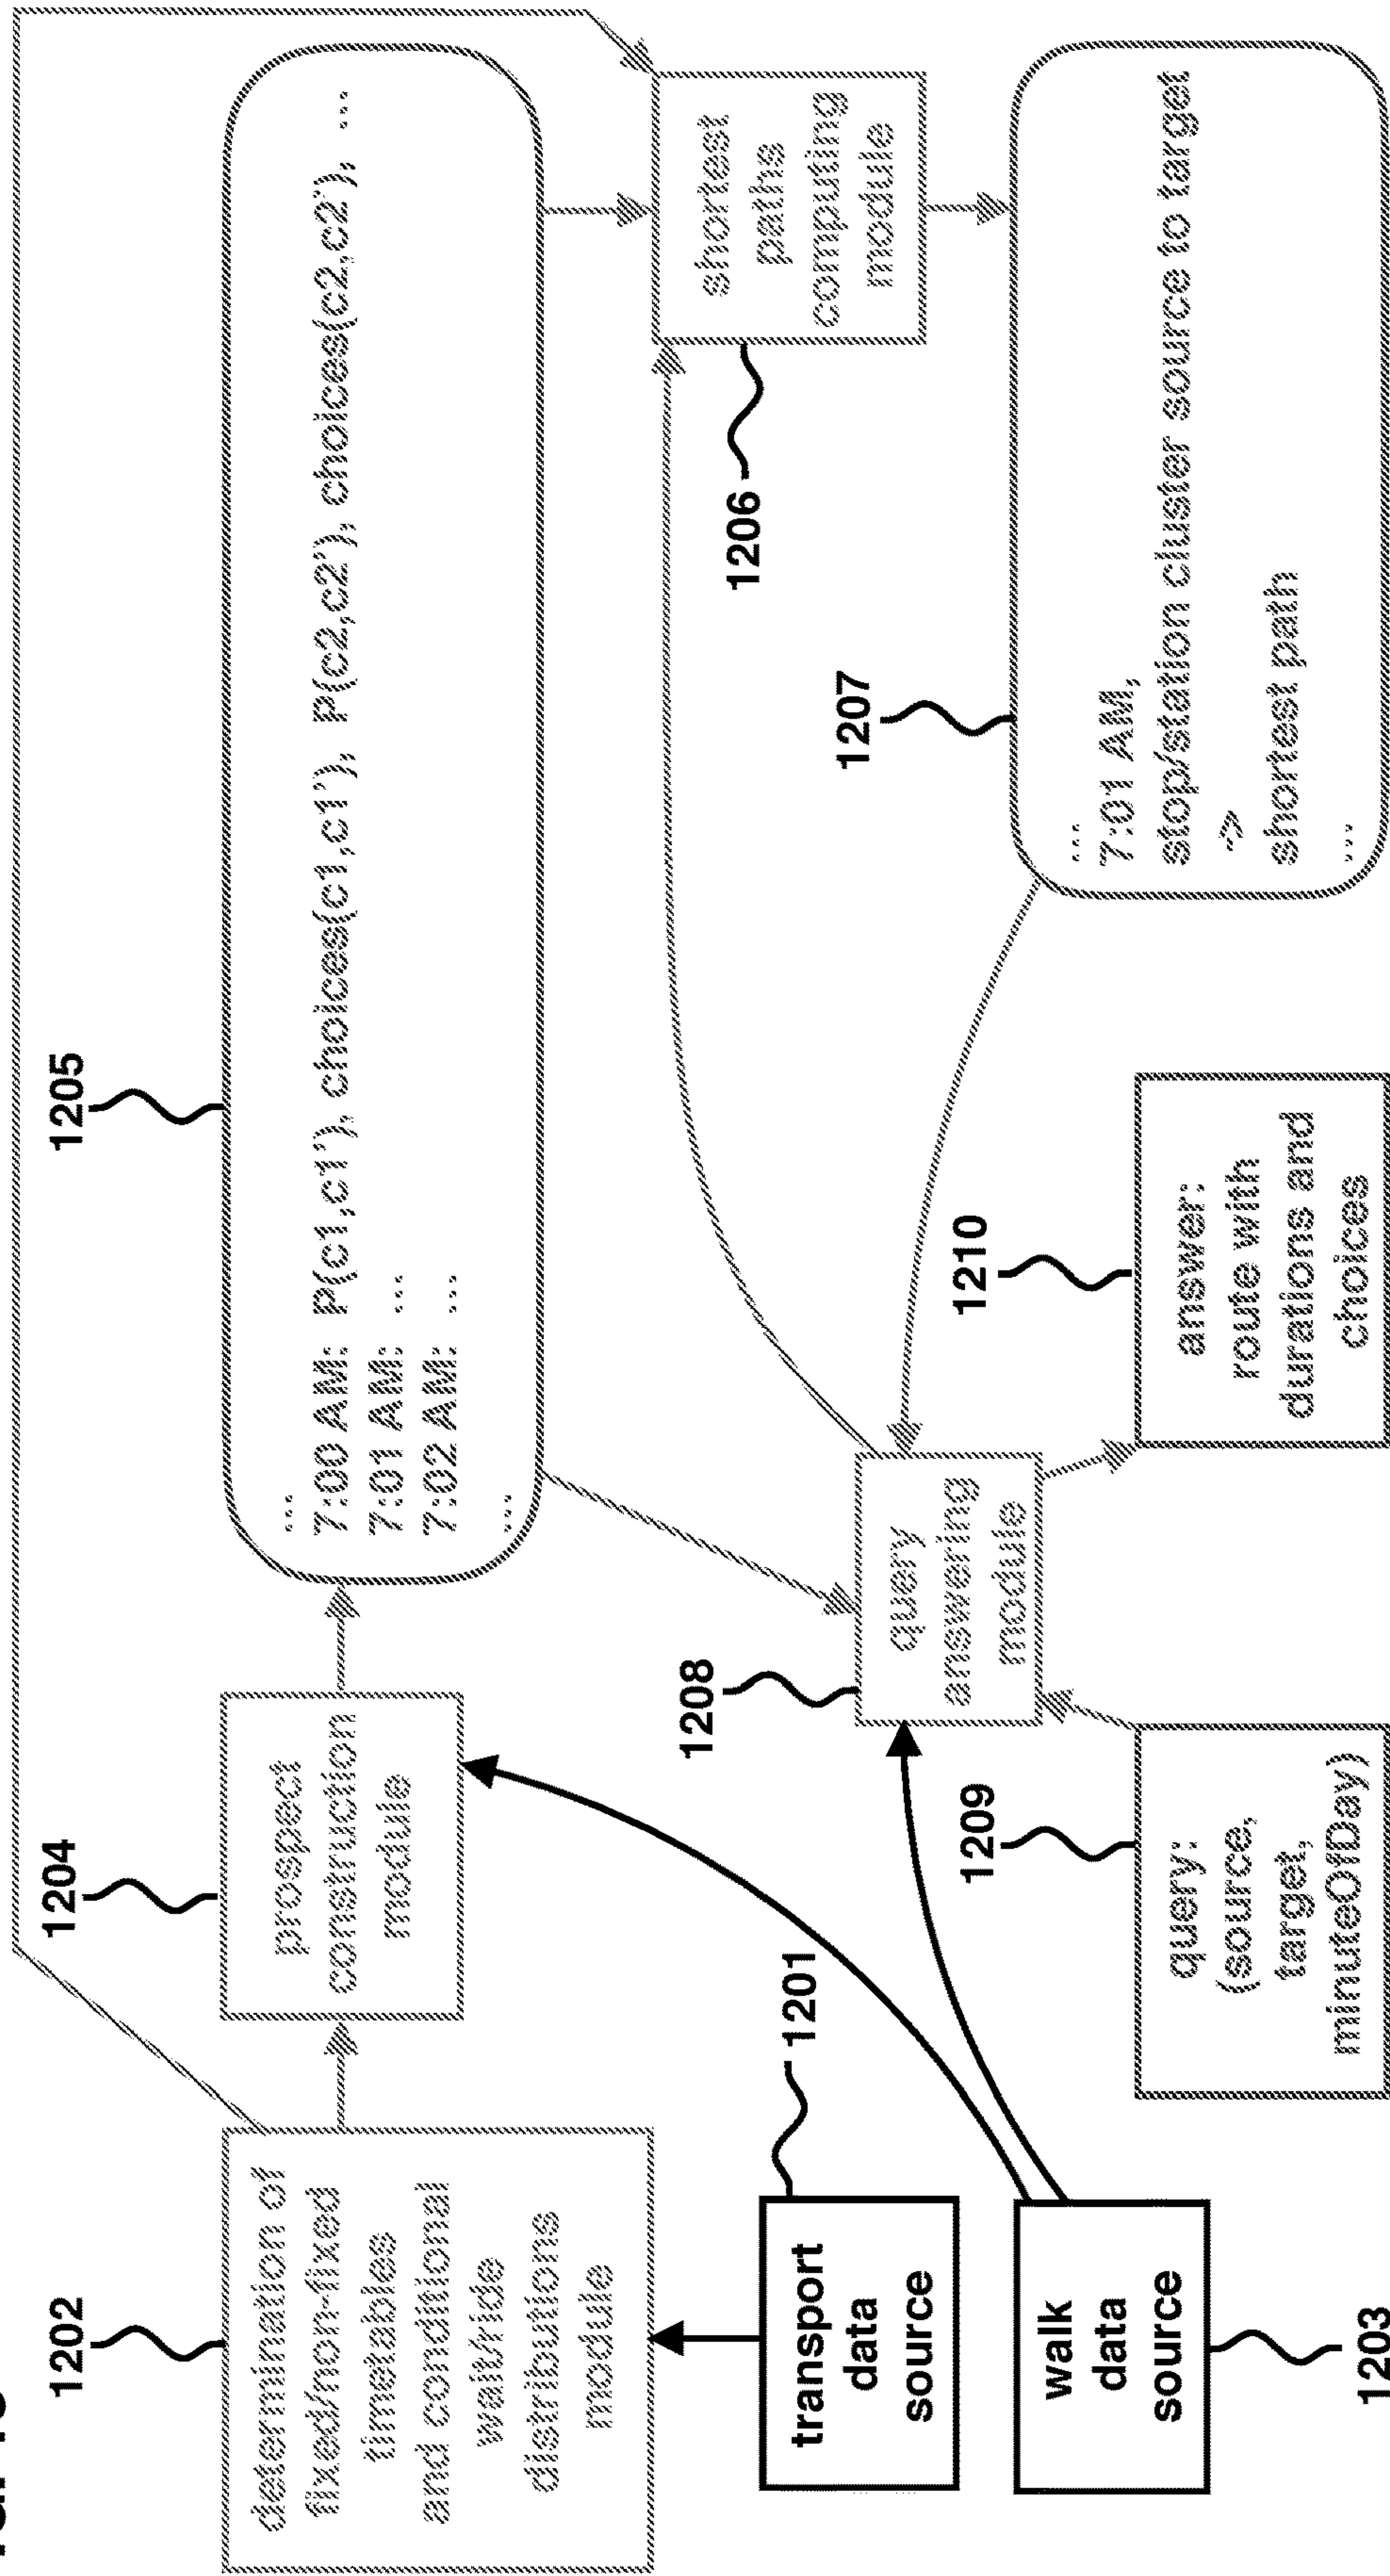 1202
determination of
fixed/non-fixed
timetables
and conditional
wait/ride
distributions
module
1204
prospect
construction
module
1205
...
7:00 AM: P(c1,c1'), choices(c1,c1'), P(c2,c2'), choices(c2,c2'), ...
7:01 AM: ...
7:02 AM: ...
...
1201
transport
data
source
walk
data
source
1203
1208
query
answering
module
1206
shortest
paths
computing
module
1209
query:
(source,
target,
minuteOfDay)
1210
answer:
route with
durations and
choices
1207
...
7:01 AM,
stop/station cluster source to target
->
shortest path
...